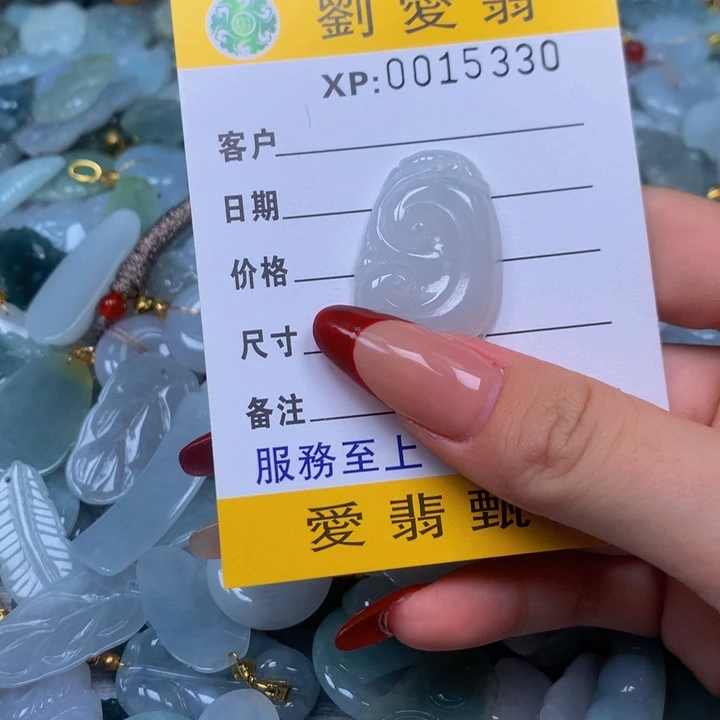 劉愛翡
XP:0015330
客户
日期
价格
尺寸
备注
服務至上
愛翡甄